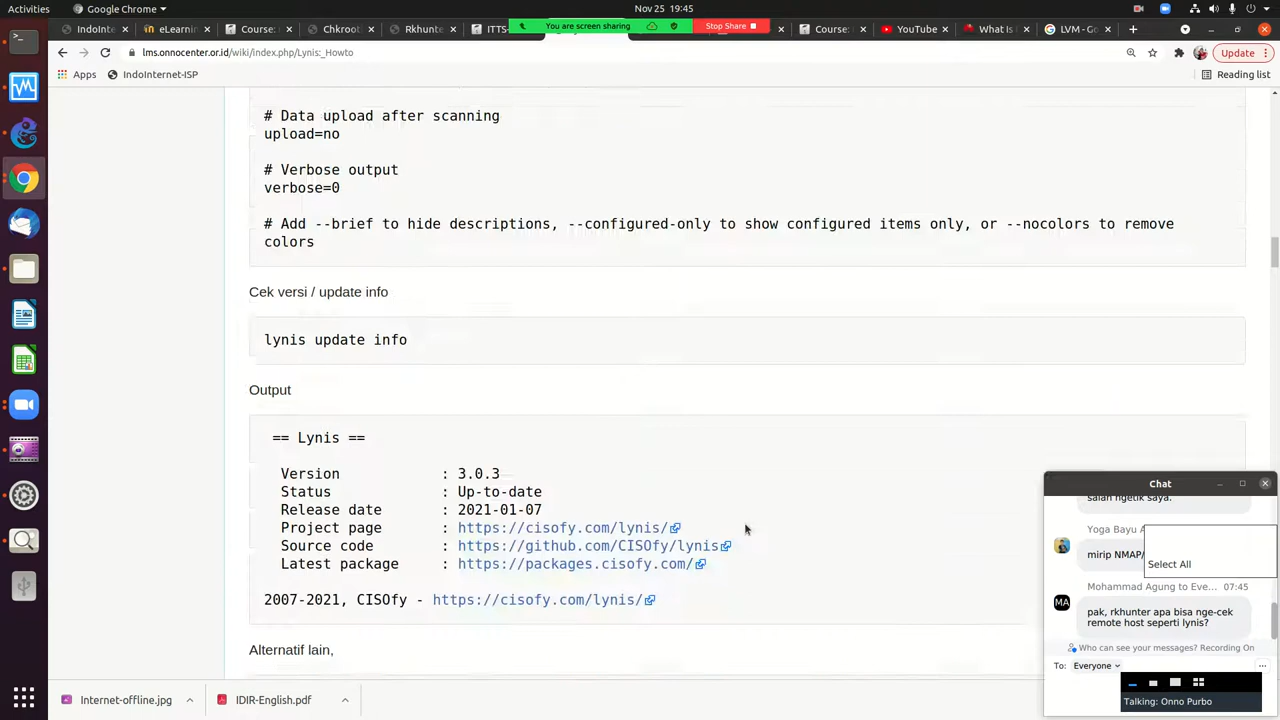 Activities
Google Chrome
Nov 25 19:45
IndoInter
eLearning
Course:
Chkroot
Rkhunte
ITTS-
You are screen sharing
Stop Share
Course:
YouTube
What Is
LVM - Go
lms.onnocenter.or.id/wiki/index.php/Lynis:_Howto
Update
Apps
IndoInternet-ISP
Reading list
# Data upload after scanning
upload=no
# Verbose output
verbose=0
# Add --brief to hide descriptions, --configured-only to show configured items only, or --nocolors to remove
colors
Cek versi / update info
lynis update info
Output
== Lynis ==
Version : 3.0.3
Status : Up-to-date
Release date : 2021-01-07
Project page : https://cisofy.com/lynis/
Source code : https://github.com/CISOfy/lynis
Latest package : https://packages.cisofy.com/
2007-2021, CISOfy - https://cisofy.com/lynis/
Alternatif lain,
Chat
salah ngetik saya.
Yoga Bayu A
mirip NMAP/
Select All
Mohammad Agung to Eve... 07:45
pak, rkhunter apa bisa nge-cek
remote host seperti lynis?
Who can see your messages? Recording On
To: Everyone
Talking: Onno Purbo
Internet-offline.jpg
IDIR-English.pdf